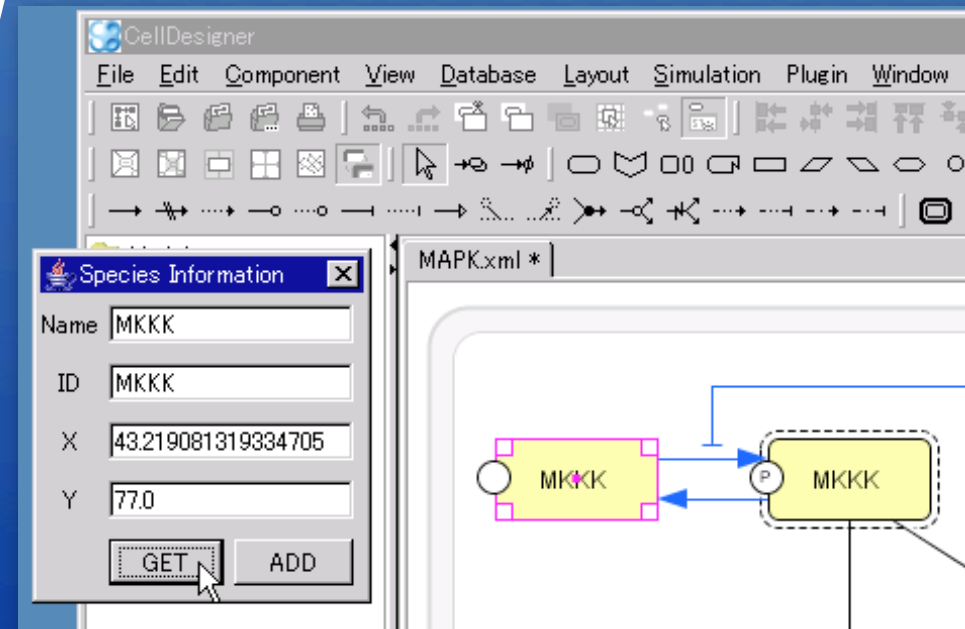 CellDesigner
File Edit Component View Database Layout Simulation Plugin Window
MAPK.xml *
Species Information
Name MKKK
ID MKKK
X 43.219081319334705
Y 77.0
GET ADD
MKKK
P
MKKK